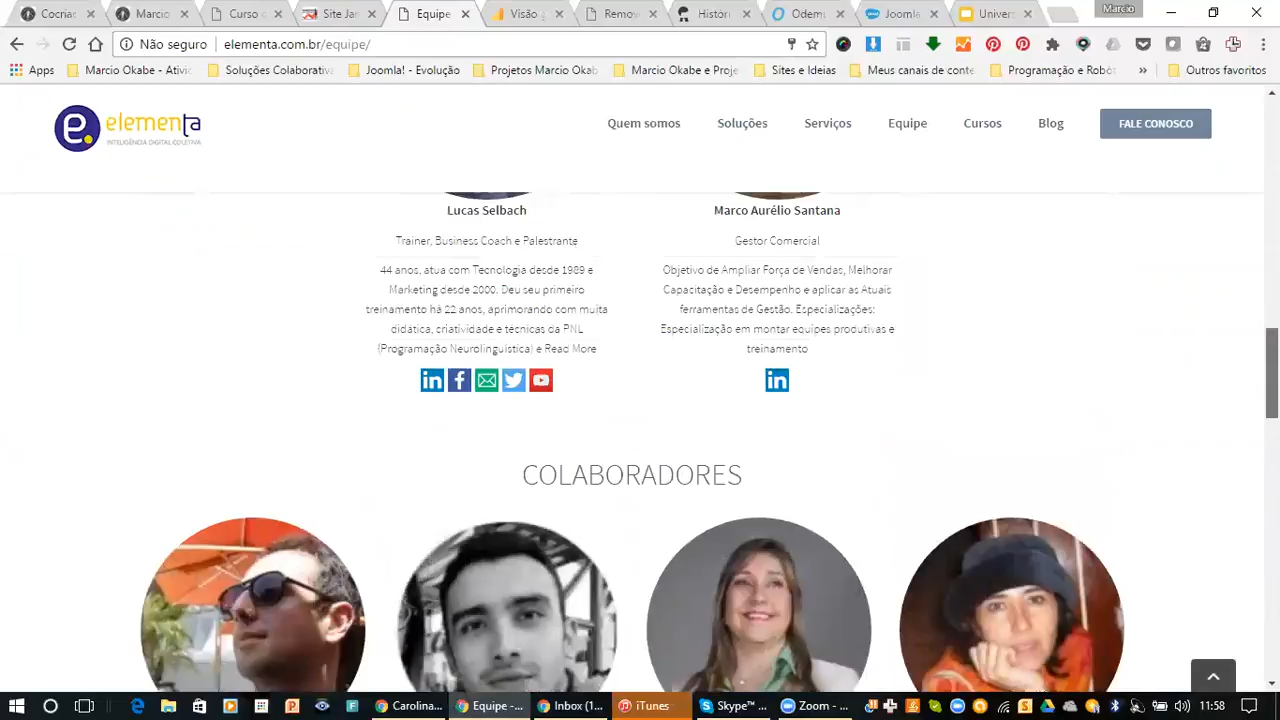 Cocria
Marcio
Curso
Site Jar
Equipe
Visão
Remov
Históri
Odem
Joomla
Univers
Marcio
Não seguro
elementa.com.br/equipe/
Apps
Marcio Okabe - Ativi
Soluções Colaborativa
Joomla! - Evolução
Projetos Marcio Okab
Marcio Okabe e Proje
Sites e Ideias
Meus canais de conte
Programação e Robót
»
Outros favoritos
elementa
INTELIGÊNCIA DIGITAL COLETIVA
Quem somos
Soluções
Serviços
Equipe
Cursos
Blog
FALE CONOSCO
Lucas Selbach
Trainer, Business Coach e Palestrante
44 anos, atua com Tecnologia desde 1989 e
Marketing desde 2000. Deu seu primeiro
treinamento há 22 anos, aprimorando com muita
didática, criatividade e técnicas da PNL
(Programação Neurolinguística) e Read More
Marco Aurélio Santana
Gestor Comercial
Objetivo de Ampliar Força de Vendas, Melhorar
Capacitação e Desempenho e aplicar as Atuais
ferramentas de Gestão. Especializações:
Especialização em montar equipes produtivas e
treinamento
COLABORADORES
Carolina...
Equipe -...
Inbox (1...
iTunes
Skype™ ...
Zoom - ...
11:58